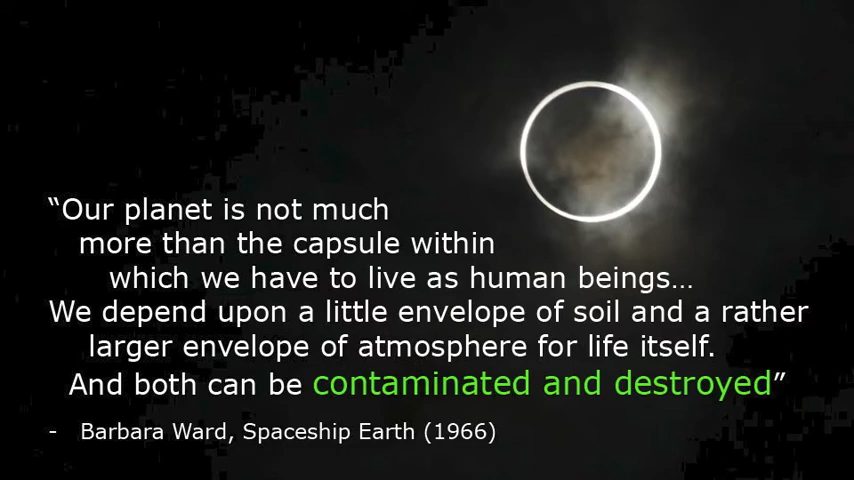 “Our planet is not much
more than the capsule within
which we have to live as human beings…
We depend upon a little envelope of soil and a rather
larger envelope of atmosphere for life itself.
And both can be contaminated and destroyed”
- Barbara Ward, Spaceship Earth (1966)